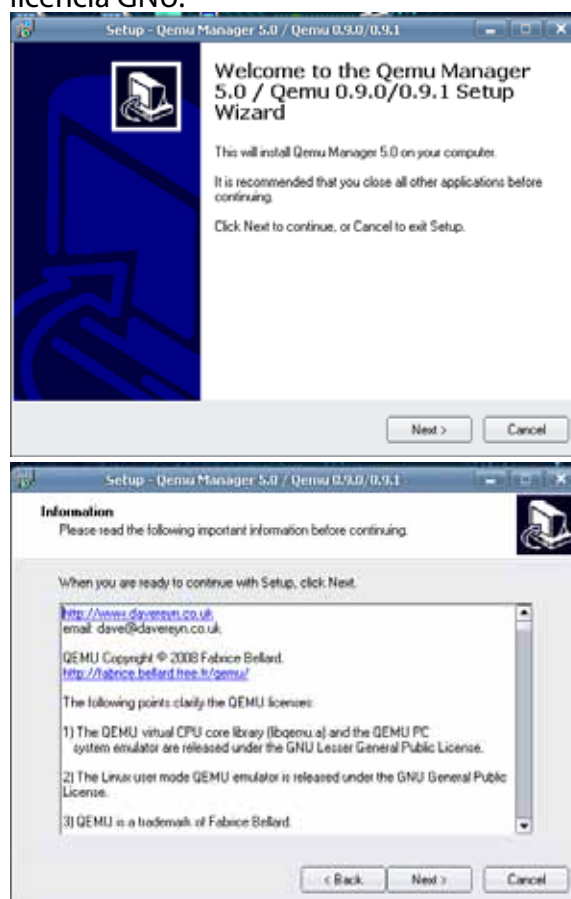 licencia GNU.
Setup - Qemu Manager 5.0 / Qemu 0.9.0/0.9.1
Welcome to the Qemu Manager
5.0 / Qemu 0.9.0/0.9.1 Setup
Wizard
This will install Qemu Manager 5.0 on your computer.
It is recommended that you close all other applications before
continuing.
Click Next to continue, or Cancel to exit Setup.
Next >
Cancel
Setup - Qemu Manager 5.0 / Qemu 0.9.0/0.9.1
Information
Please read the following important information before continuing.
When you are ready to continue with Setup, click Next.
http://www.davereyn.co.uk
email: dave@davereyn.co.uk
QEMU Copyright © 2008 Fabrice Bellard.
http://fabrice.bellard.free.fr/qemu/
The following points clarify the QEMU licenses:
1) The QEMU virtual CPU core library (libqemu.a) and the QEMU PC
system emulator are released under the GNU Lesser General Public License.
2) The Linux user mode QEMU emulator is released under the GNU General Public
License.
3) QEMU is a trademark of Fabrice Bellard.
< Back
Next >
Cancel